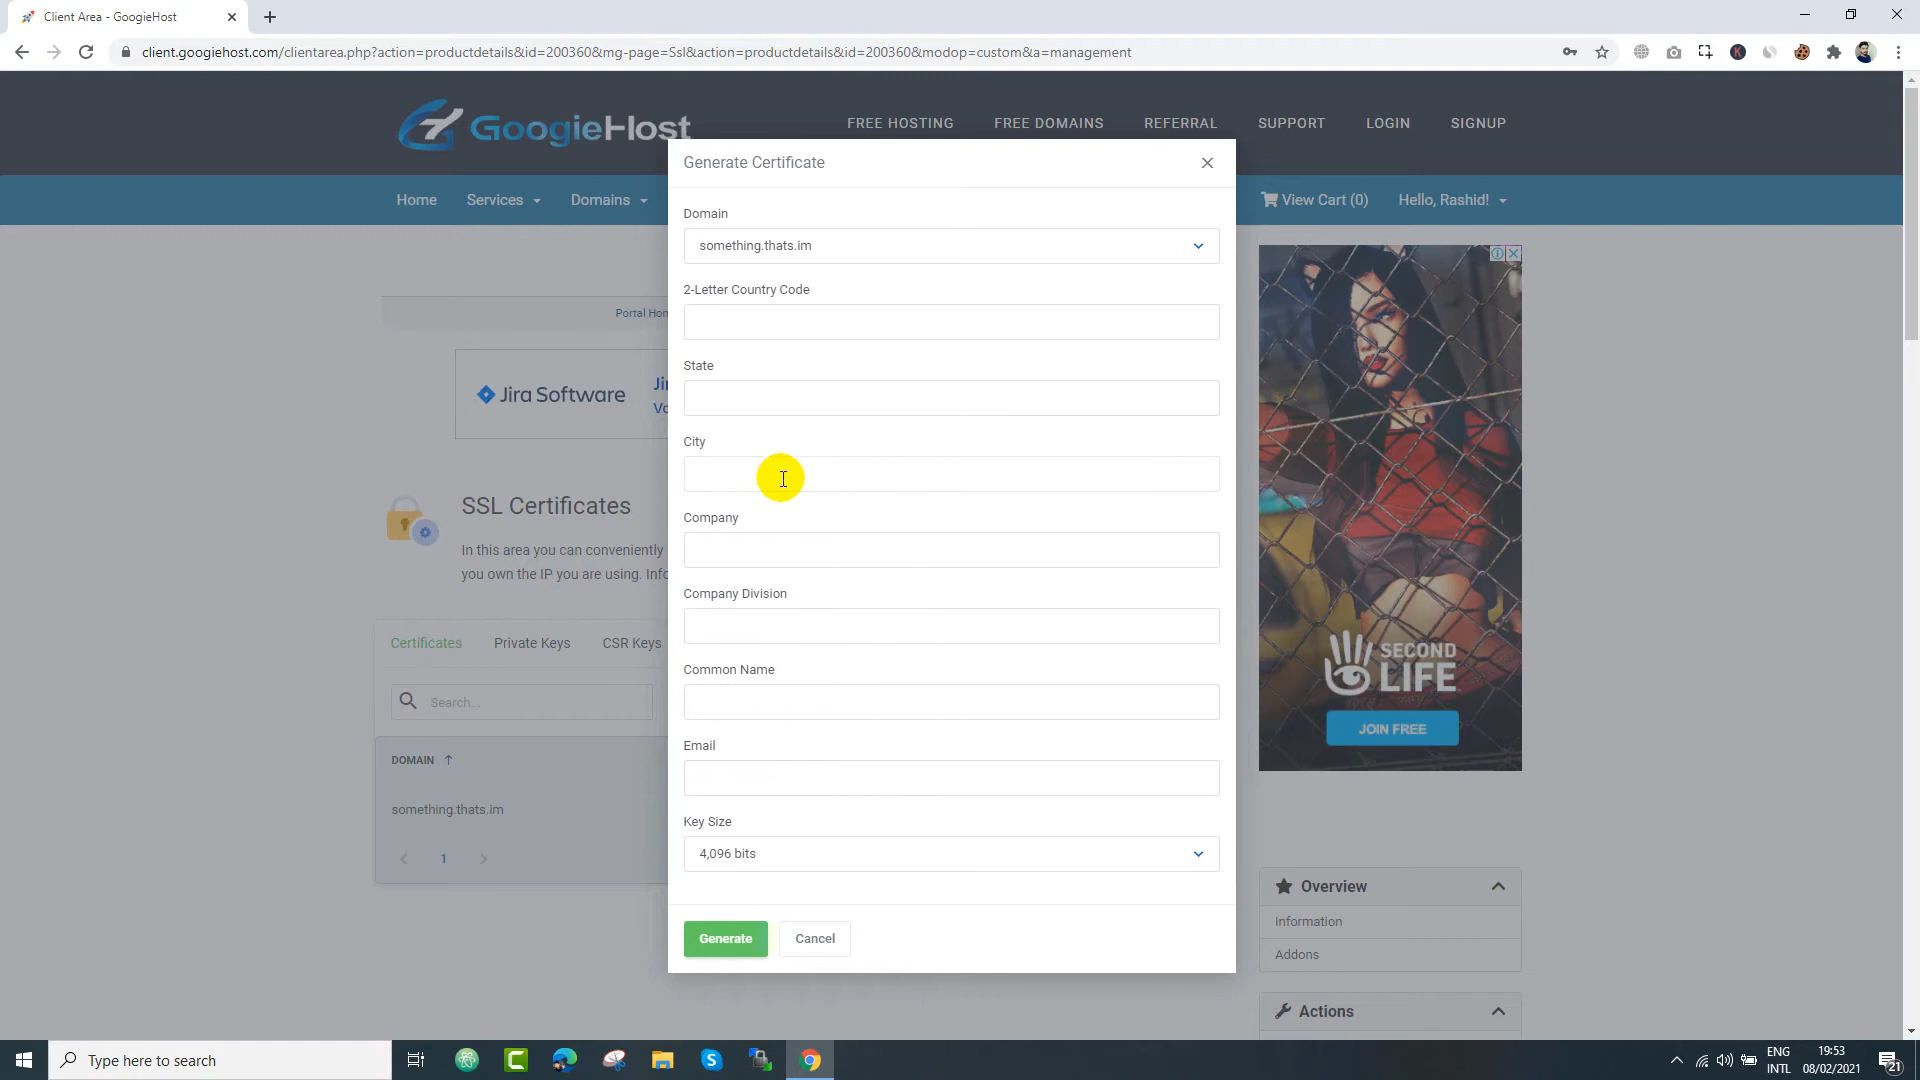 Client Area - GoogieHost
client.googiehost.com/clientarea.php?action=productdetails&id=200360&mg-page=Ssl&action=productdetails&id=200360&modop=custom&a=management
GoogieHost
FREE HOSTING
FREE DOMAINS
REFERRAL
SUPPORT
LOGIN
SIGNUP
Home
Services
Domains
View Cart (0)
Hello, Rashid!
Generate Certificate
Domain
something.thats.im
2-Letter Country Code
State
City
Company
Company Division
Common Name
Email
Key Size
4,096 bits
Generate
Cancel
Portal Hon
Jira Software
SSL Certificates
In this area you can conveniently
you own the IP you are using. Info
Certificates
Private Keys
CSR Keys
Search...
DOMAIN
something.thats.im
1
SECOND
LIFE
JOIN FREE
Overview
Information
Addons
Actions
Type here to search
ENG
INTL
19:53
08/02/2021
21